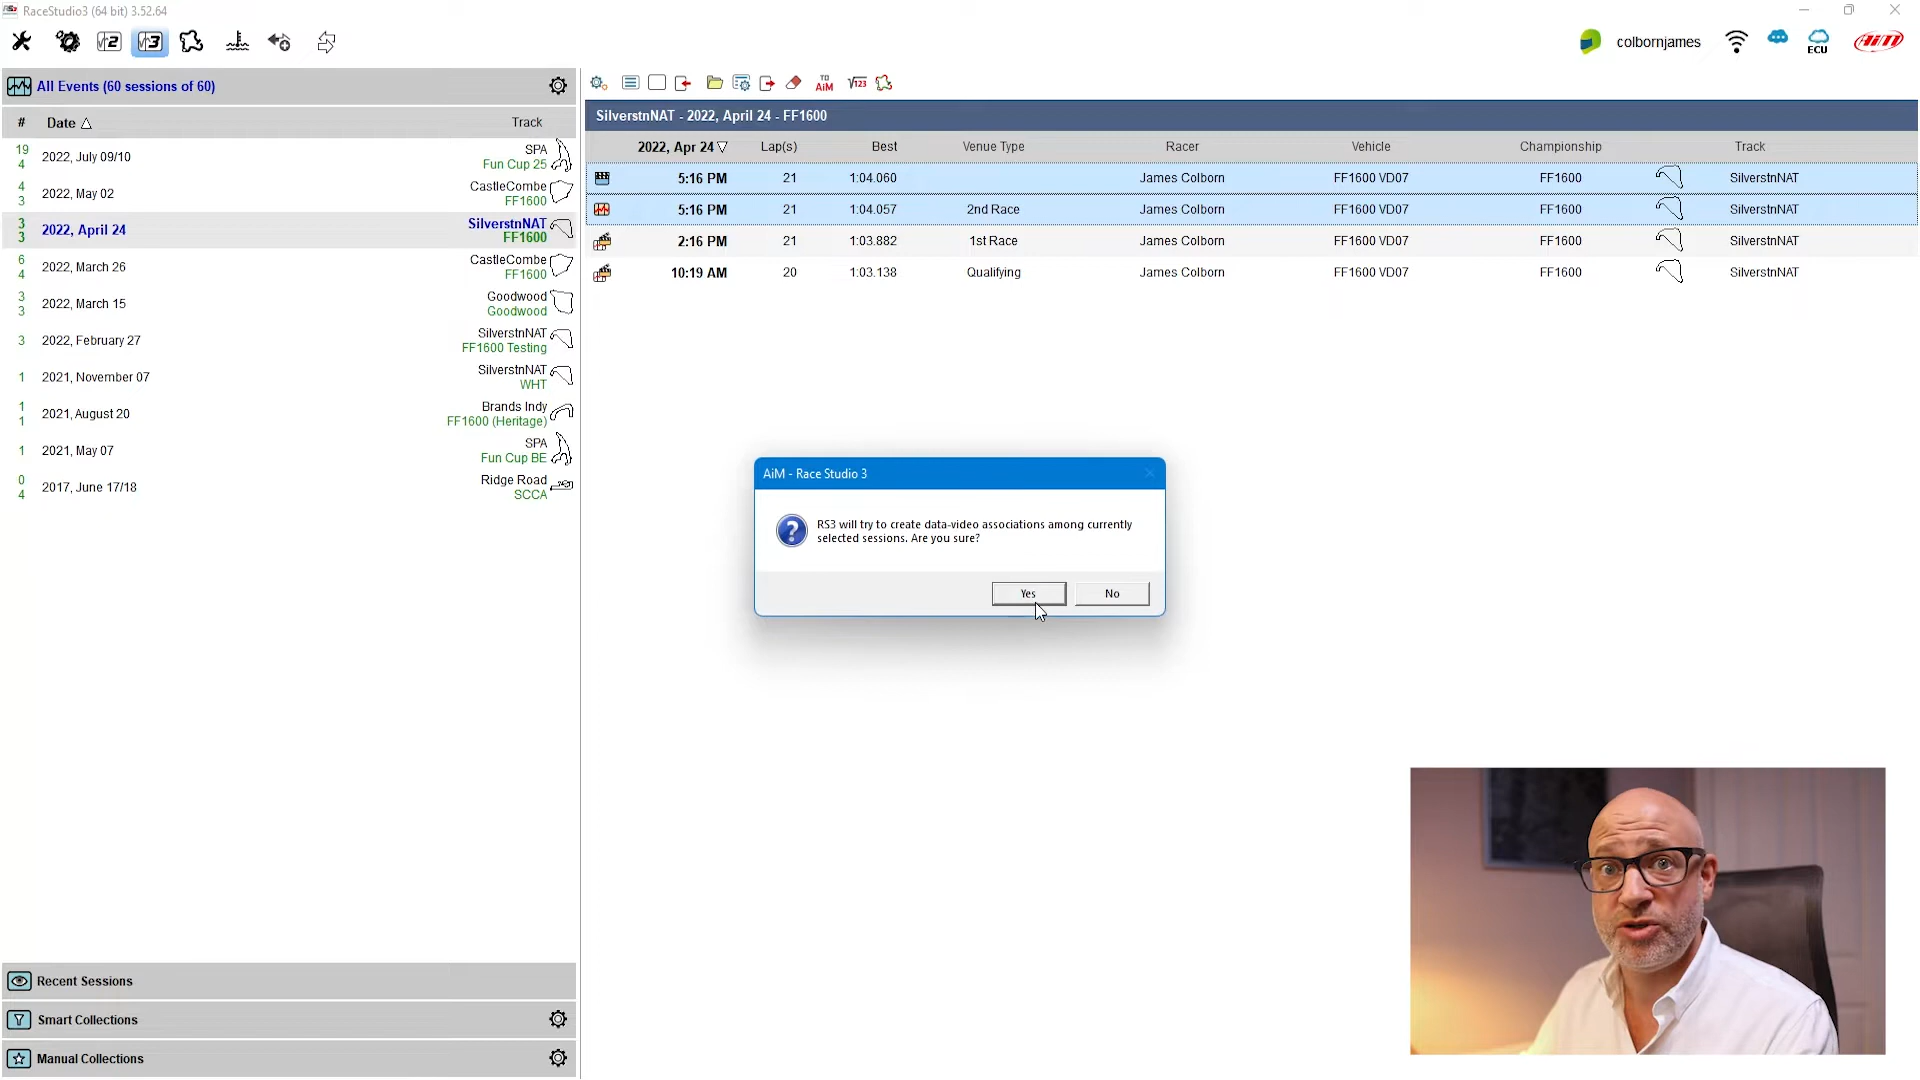 RaceStudio3 (64 bit) 3.52.64
colbornjames
ECU
AiM
All Events (60 sessions of 60)
# Date Track
19 4 2022, July 09/10 SPA Fun Cup 25
4 3 2022, May 02 CastleCombe FF1600
3 3 2022, April 24 SilverstnNAT FF1600
6 4 2022, March 26 CastleCombe FF1600
3 3 2022, March 15 Goodwood Goodwood
3 2022, February 27 SilverstnNAT FF1600 Testing
1 2021, November 07 SilverstnNAT WHT
1 1 2021, August 20 Brands Indy FF1600 (Heritage)
1 2021, May 07 SPA Fun Cup BE
0 4 2017, June 17/18 Ridge Road SCCA
Recent Sessions
Smart Collections
Manual Collections
TO AiM
√123
SilverstnNAT - 2022, April 24 - FF1600
2022, Apr 24 Lap(s) Best Venue Type Racer Vehicle Championship Track
5:16 PM 21 1:04.060 James Colborn FF1600 VD07 FF1600 SilverstnNAT
5:16 PM 21 1:04.057 2nd Race James Colborn FF1600 VD07 FF1600 SilverstnNAT
2:16 PM 21 1:03.882 1st Race James Colborn FF1600 VD07 FF1600 SilverstnNAT
10:19 AM 20 1:03.138 Qualifying James Colborn FF1600 VD07 FF1600 SilverstnNAT
AiM - Race Studio 3
RS3 will try to create data-video associations among currently
selected sessions. Are you sure?
Yes No